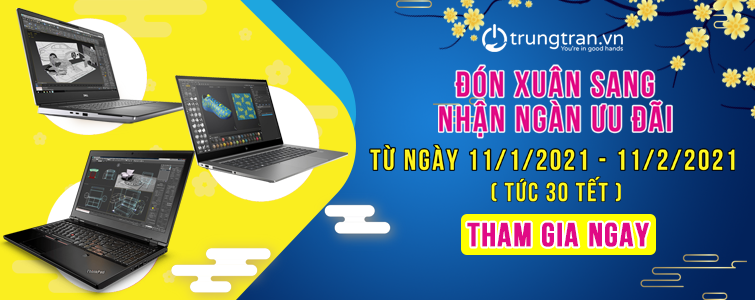 trungtran.vn
You're in good hands
ĐÓN XUÂN SANG
NHẬN NGÀN ƯU ĐÃI
TỪ NGÀY 11/1/2021 - 11/2/2021
( TỨC 30 TẾT )
THAM GIA NGAY
ThinkPad